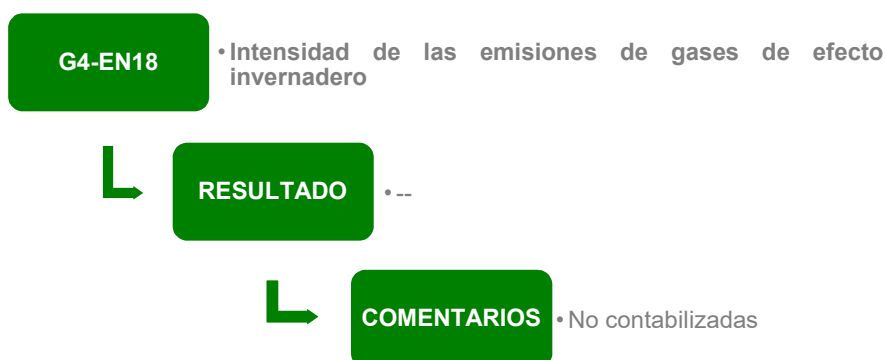 G4-EN18
• Intensidad de las emisiones de gases de efecto
invernadero
RESULTADO
• --
COMENTARIOS
• No contabilizadas